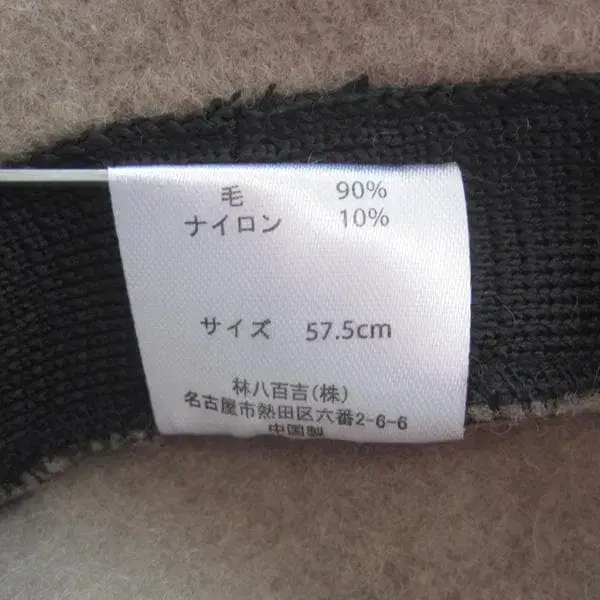 毛 90%
ナイロン 10%
サイズ 57.5cm
林八百吉(株)
名古屋市熱田区六番2-6-6
中国製